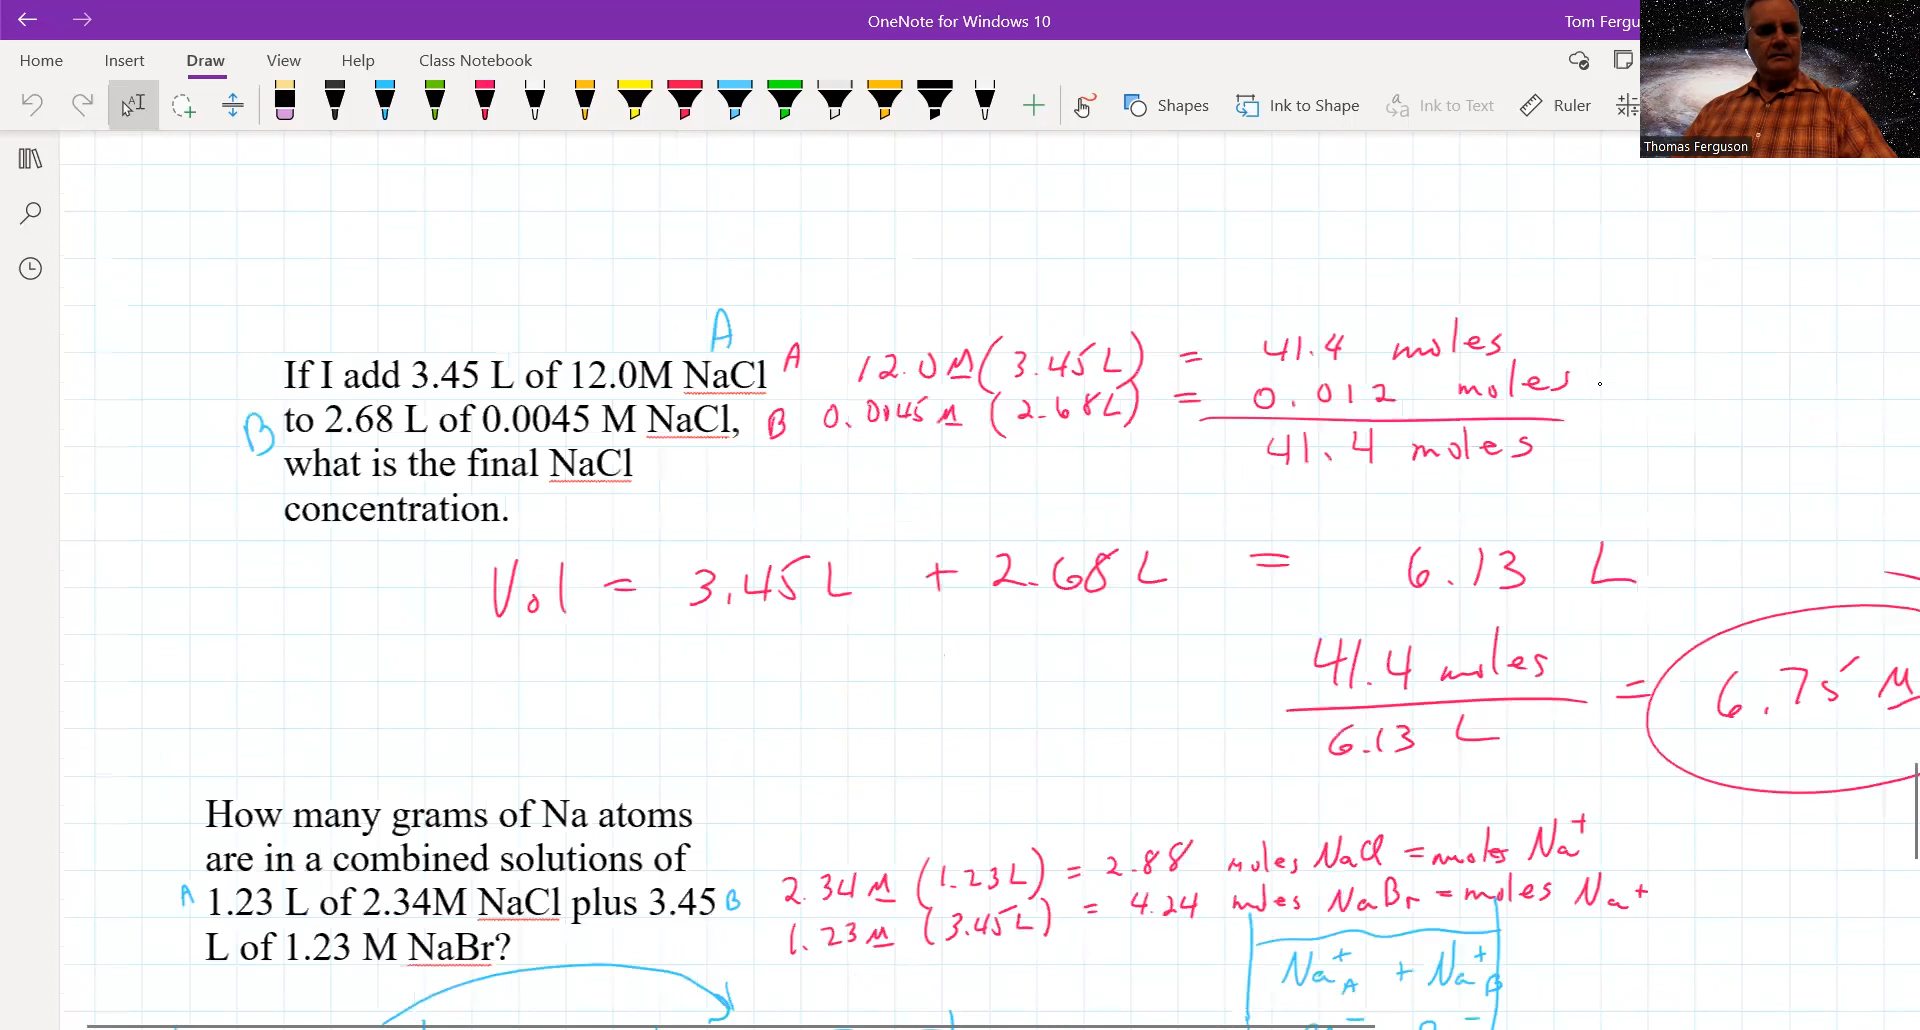 OneNote for Windows 10
Tom Fergu
Home Insert Draw View Help Class Notebook
Shapes Ink to Shape Ink to Text Ruler
Thomas Ferguson
A
If I add 3.45 L of 12.0M NaCl
B to 2.68 L of 0.0045 M NaCl,
what is the final NaCl
concentration.
A 12.0 M (3.45 L) = 41.4 moles
B 0.0045 M (2.68 L) = 0.012 moles
41.4 moles
Vol = 3.45 L + 2.68 L = 6.13 L
41.4 moles
6.13 L
= 6.75 M
How many grams of Na atoms
are in a combined solutions of
A 1.23 L of 2.34M NaCl plus 3.45 B
L of 1.23 M NaBr?
2.34 M (1.23 L) = 2.88 moles NaCl = moles Na+
1.23 M (3.45 L) = 4.24 moles NaBr = moles Na+
Na+A + Na+B